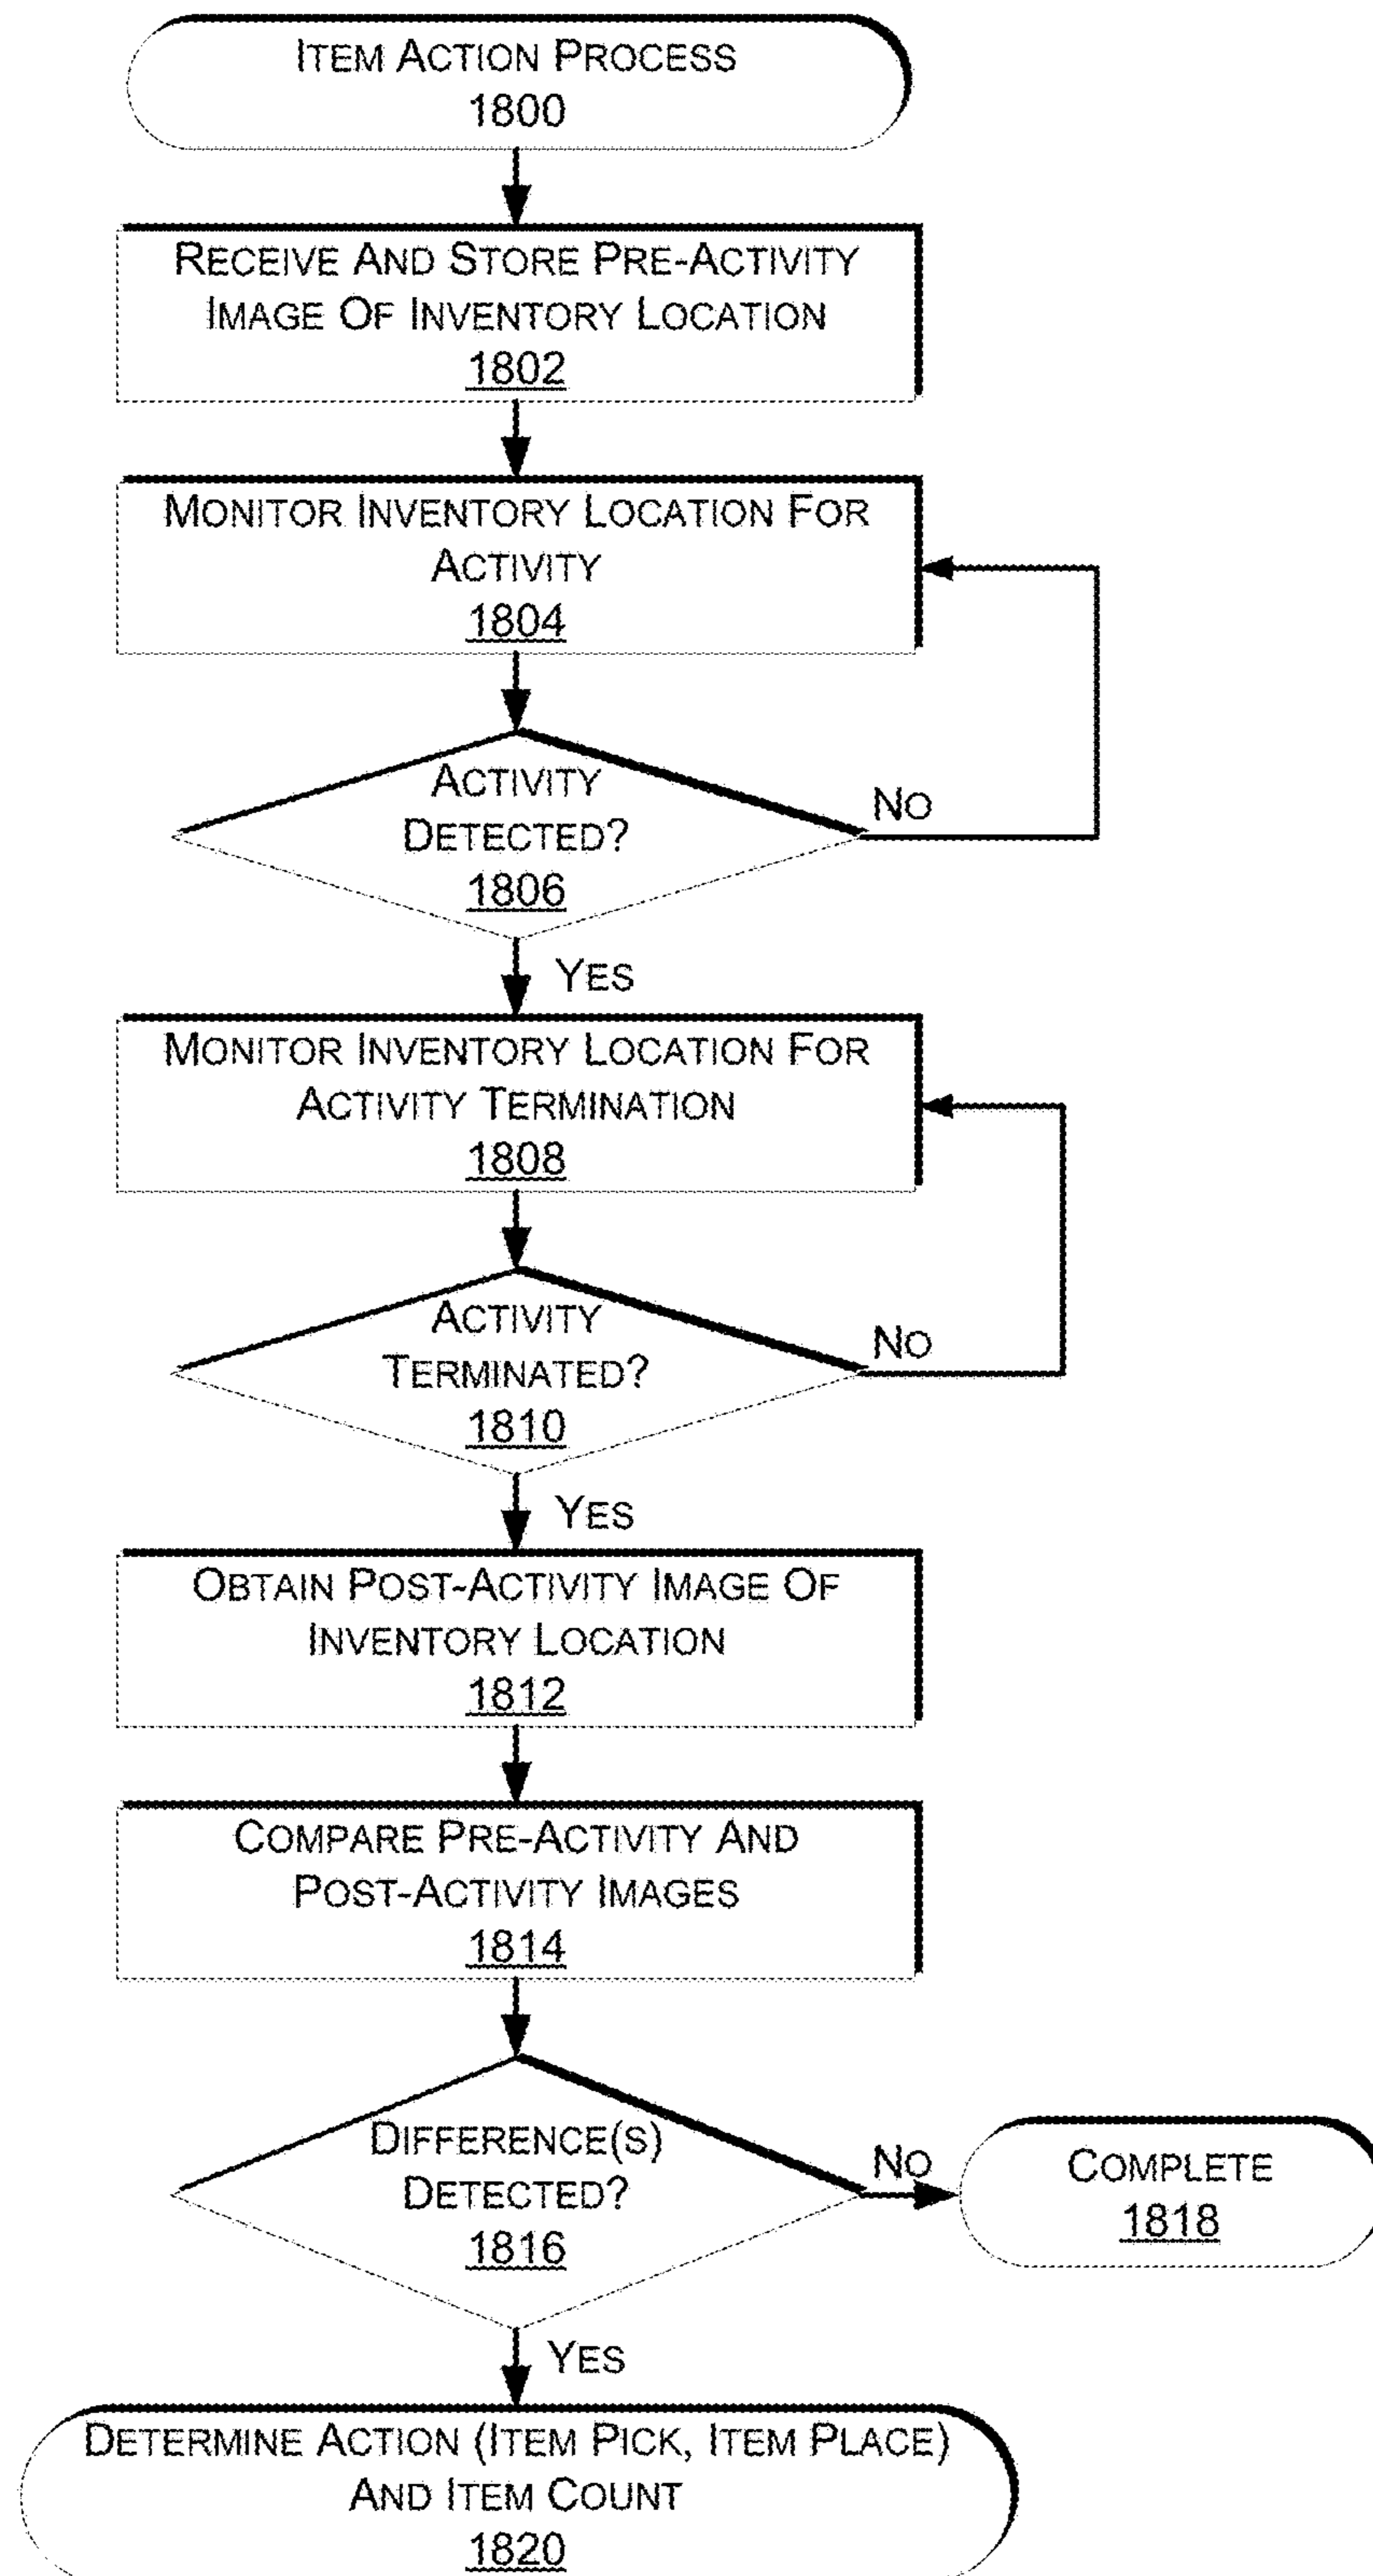 ITEM ACTION PROCESS
1800
RECEIVE AND STORE PRE-ACTIVITY
IMAGE OF INVENTORY LOCATION
1802
MONITOR INVENTORY LOCATION FOR
ACTIVITY
1804
ACTIVITY
DETECTED?
1806
NO
YES
MONITOR INVENTORY LOCATION FOR
ACTIVITY TERMINATION
1808
ACTIVITY
TERMINATED?
1810
NO
YES
OBTAIN POST-ACTIVITY IMAGE OF
INVENTORY LOCATION
1812
COMPARE PRE-ACTIVITY AND
POST-ACTIVITY IMAGES
1814
DIFFERENCE(S)
DETECTED?
1816
NO
COMPLETE
1818
YES
DETERMINE ACTION (ITEM PICK, ITEM PLACE)
AND ITEM COUNT
1820